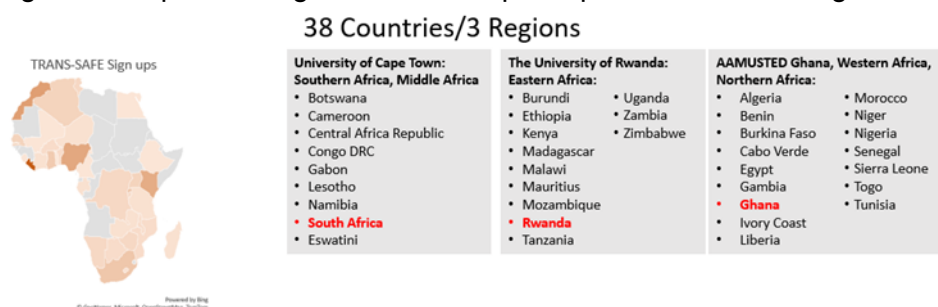 38 Countries/3 Regions
TRANS-SAFE Sign ups
Powered by Bing
University of Cape Town:
Southern Africa, Middle Africa
• Botswana
• Cameroon
• Central Africa Republic
• Congo DRC
• Gabon
• Lesotho
• Namibia
• South Africa
• Eswatini
The University of Rwanda:
Eastern Africa:
• Burundi
• Ethiopia
• Kenya
• Madagascar
• Malawi
• Mauritius
• Mozambique
• Rwanda
• Tanzania
• Uganda
• Zambia
• Zimbabwe
AAMUSTED Ghana, Western Africa,
Northern Africa:
• Algeria
• Benin
• Burkina Faso
• Cabo Verde
• Egypt
• Gambia
• Ghana
• Ivory Coast
• Liberia
• Morocco
• Niger
• Nigeria
• Senegal
• Sierra Leone
• Togo
• Tunisia